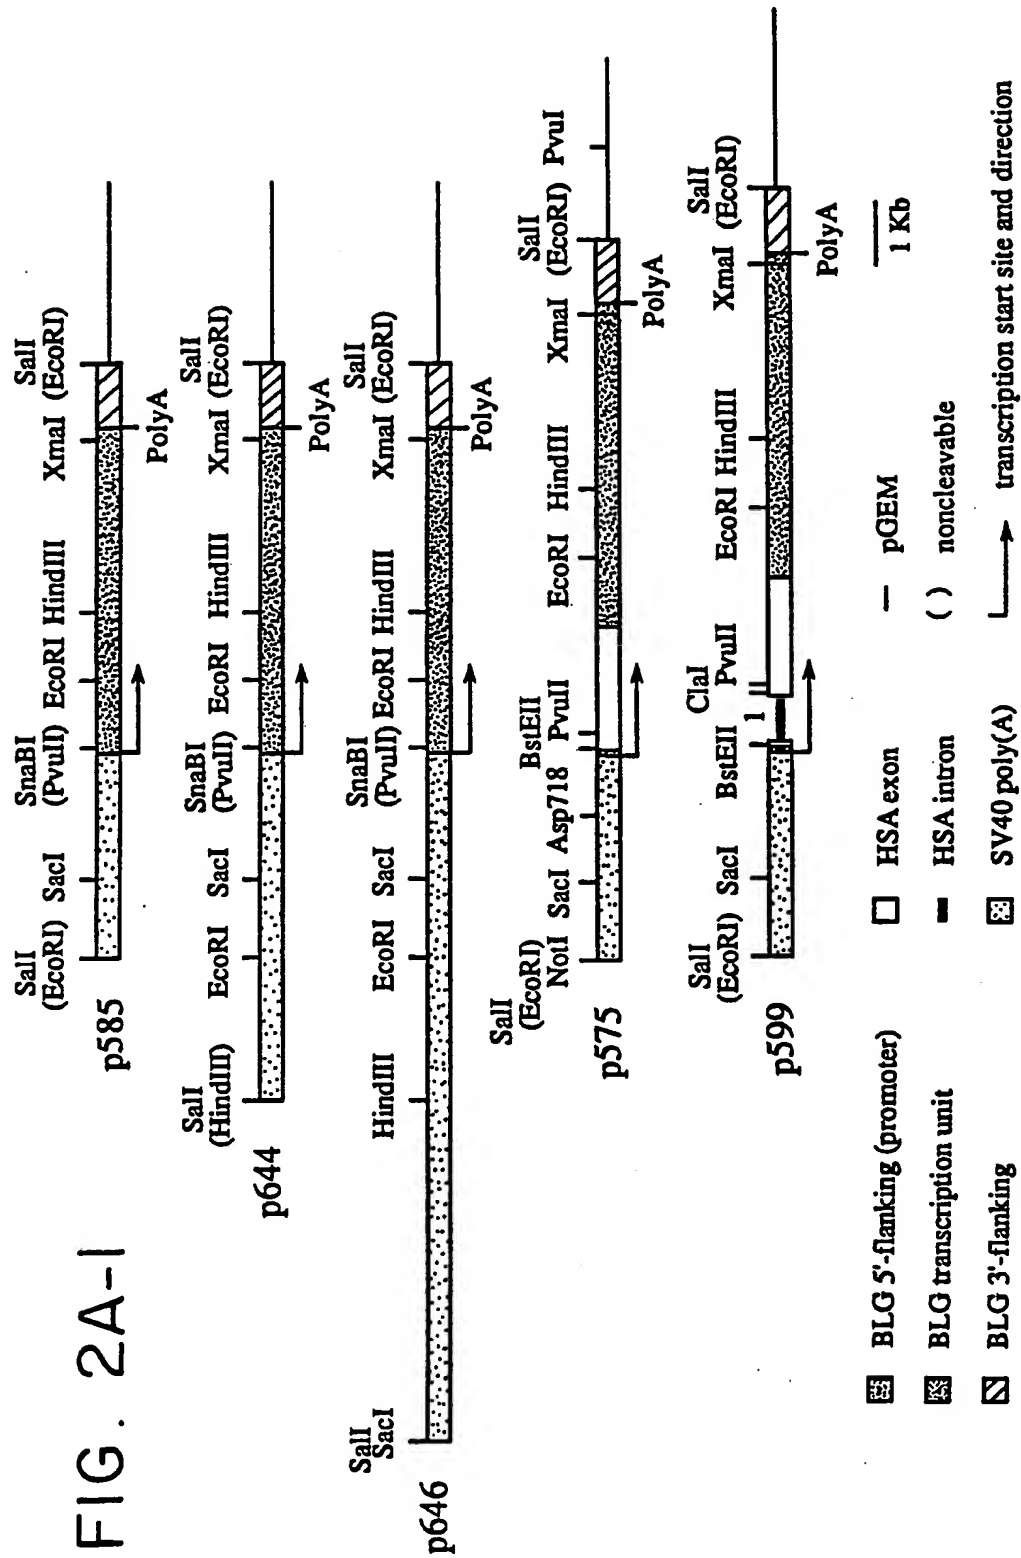 FIG. 2A-1
p585
SalI
(EcoRI) SacI
SnaBI
(PvuII) EcoRI HindIII
XmaI
SalI
(EcoRI)
PolyA
p644
SalI
(HindIII)
EcoRI SacI
SnaBI
(PvuII)
EcoRI HindIII
XmaI
SalI
(EcoRI)
PolyA
p646
SalI
SacI
HindIII EcoRI SacI
SnaBI
(PvuII) EcoRI HindIII
XmaI
SalI
(EcoRI)
PolyA
p575
SalI
(EcoRI)
NotI SacI Asp718
BstEII
PvuII
EcoRI HindIII
XmaI
SalI
(EcoRI) PvuI
PolyA
p599
SalI
(EcoRI) SacI
BstEII
1
ClaI
PvuII
EcoRI HindIII
XmaI
SalI
(EcoRI)
PolyA
BLG 5'-flanking (promoter)
HSA exon
pGEM
1 Kb
BLG transcription unit
HSA intron
( ) noncleavable
BLG 3'-flanking
SV40 poly(A)
transcription start site and direction